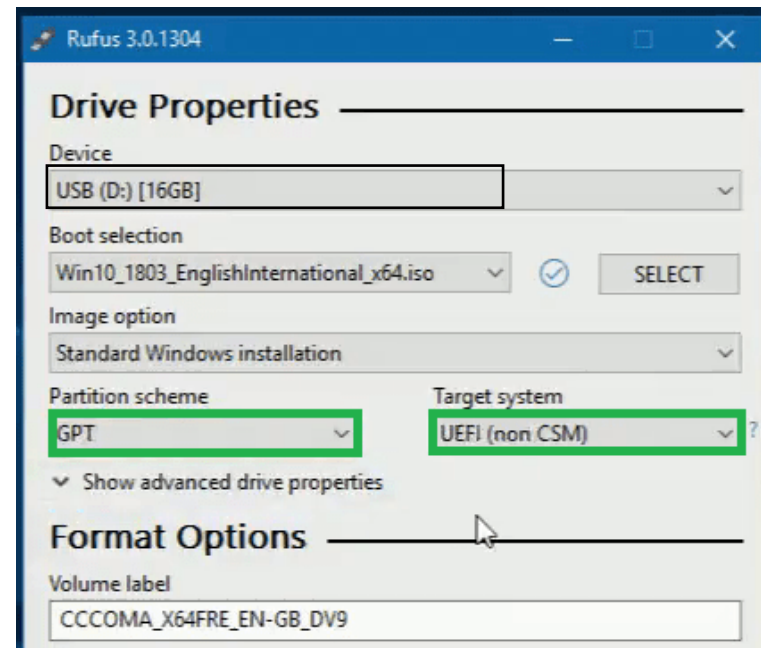 Rufus 3.0.1304
Drive Properties
Device
USB (D:) [16GB]
Boot selection
Win10_1803_EnglishInternational_x64.iso SELECT
Image option
Standard Windows installation
Partition scheme Target system
GPT UEFI (non CSM) ?
Show advanced drive properties
Format Options
Volume label
CCCOMA_X64FRE_EN-GB_DV9